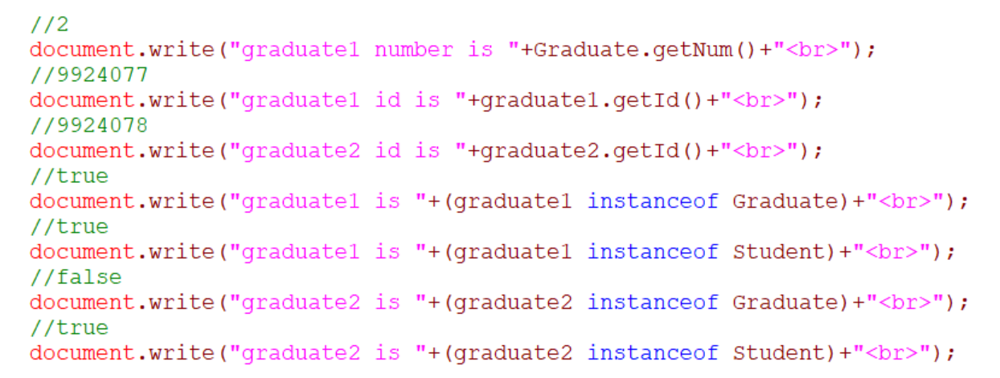 //2
document.write("graduate1 number is "+Graduate.getNum()+"<br>");
//9924077
document.write("graduate1 id is "+graduate1.getId()+"<br>");
//9924078
document.write("graduate2 id is "+graduate2.getId()+"<br>");
//true
document.write("graduate1 is "+(graduate1 instanceof Graduate)+"<br>");
//true
document.write("graduate1 is "+(graduate1 instanceof Student)+"<br>");
//false
document.write("graduate2 is "+(graduate2 instanceof Graduate)+"<br>");
//true
document.write("graduate2 is "+(graduate2 instanceof Student)+"<br>");